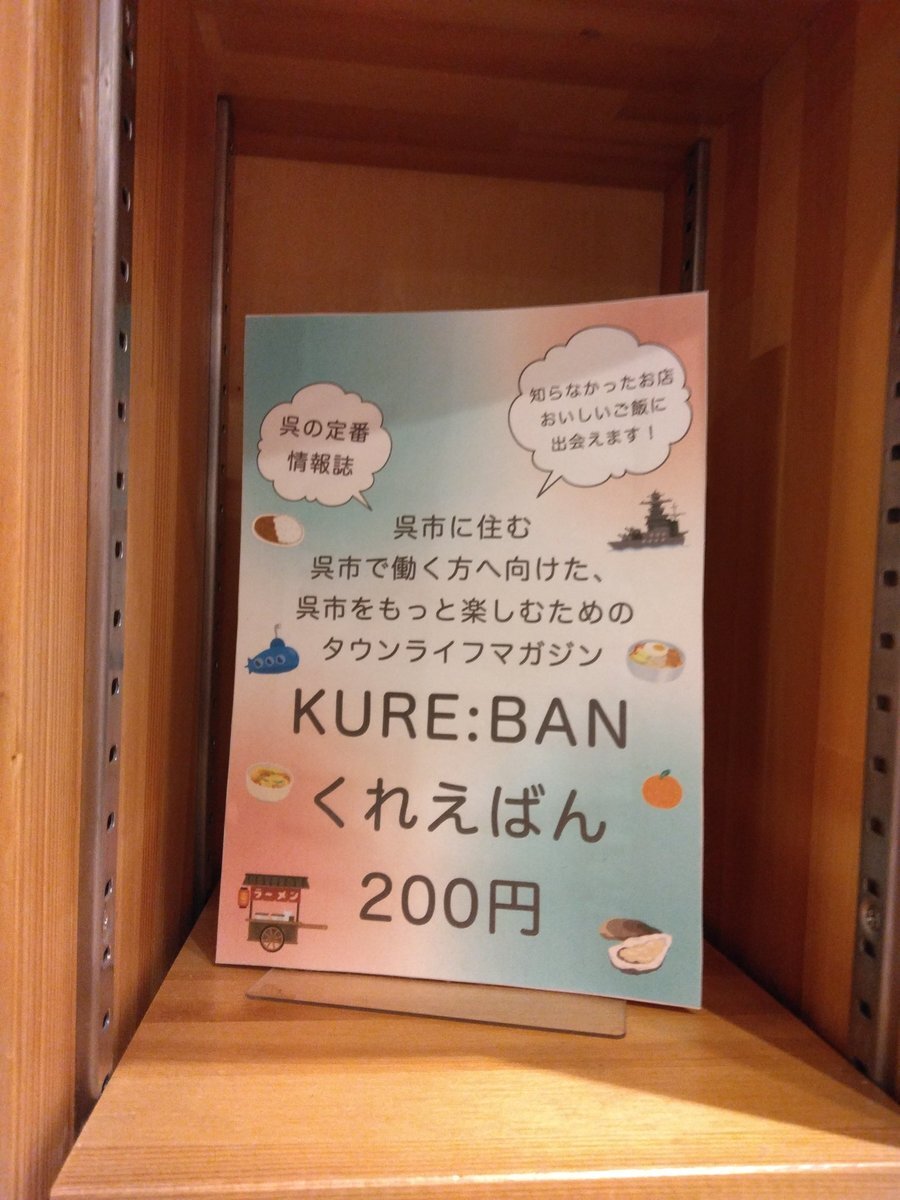 呉の定番
情報誌
知らなかったお店
おいしいご飯に
出会えます！
呉市に住む
呉市で働く方へ向けた、
呉市をもっと楽しむための
タウンライフマガジン
KURE:BAN
くれえばん
200円
ラーメン